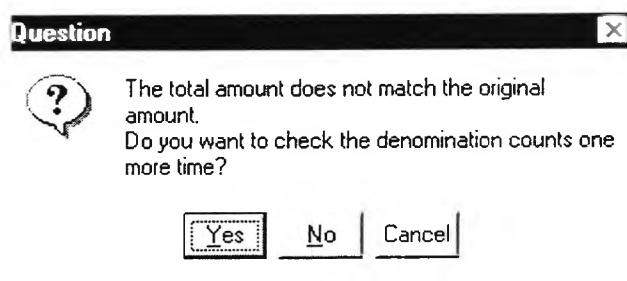 Question
The total amount does not match the original
amount.
Do you want to check the denomination counts one
more time?
Yes No Cancel